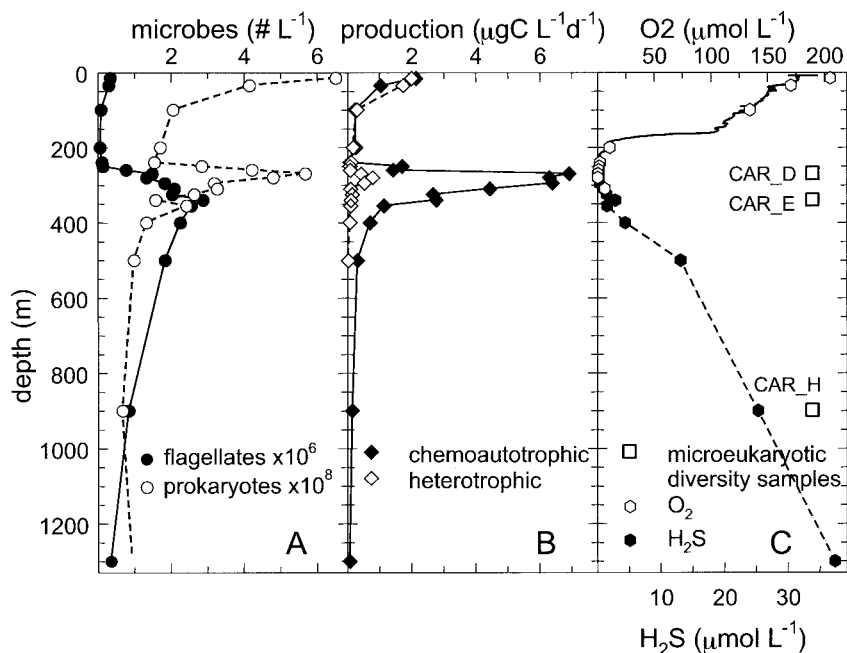 microbes (# L⁻¹) production (μgC L⁻¹d⁻¹) O2 μmol L⁻¹
2 4 6 0 2 4 6 50 100 150 200
0
200
400
600
800
1000
1200
depth (m)
CAR_D
CAR_E
CAR_H
flagellates x10⁶
prokaryotes x10⁸
A
chemoautotrophic
heterotrophic
B
microeukaryotic
diversity samples
O₂
H₂S
C
10 20 30
H₂S (μmol L⁻¹)